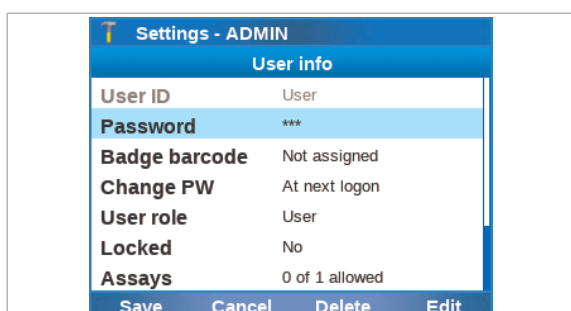 Settings - ADMIN
User info
User ID User
Password ***
Badge barcode Not assigned
Change PW At next logon
User role User
Locked No
Assays 0 of 1 allowed
Save Cancel Delete Edit